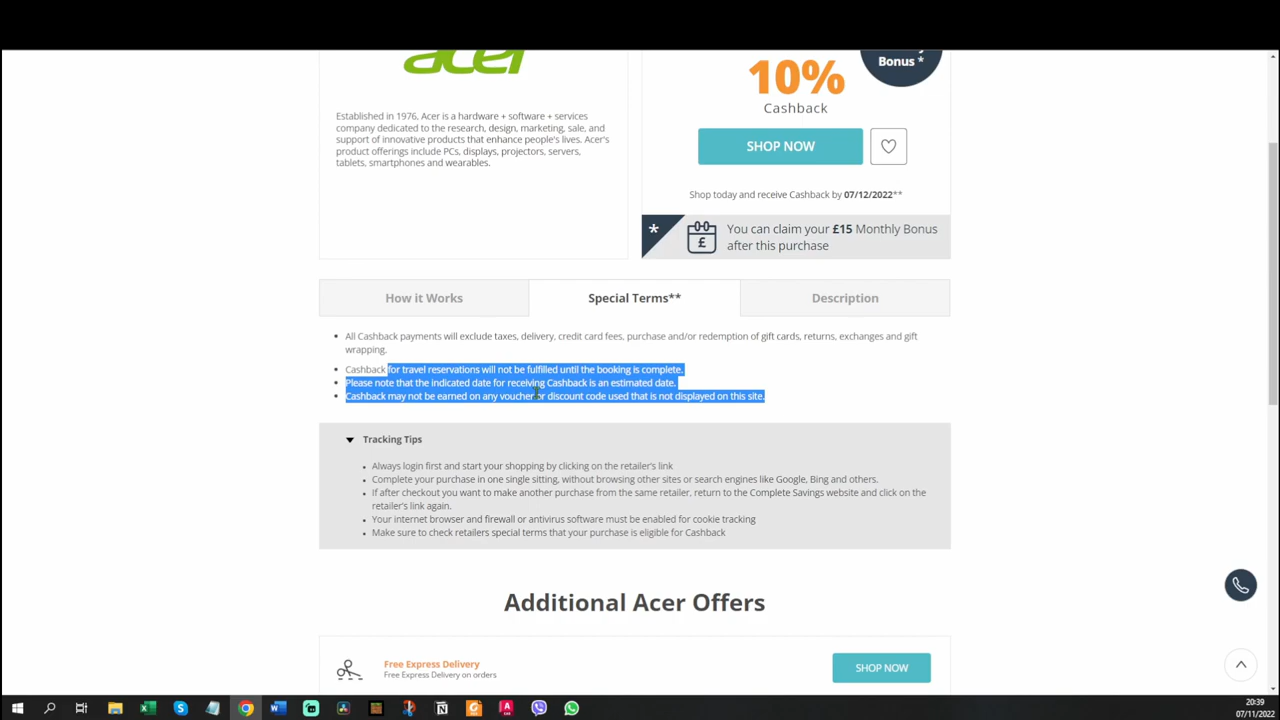 acer
Bonus *
10%
Cashback
Established in 1976, Acer is a hardware + software + services
company dedicated to the research, design, marketing, sale, and
support of innovative products that enhance people's lives. Acer's
product offerings include PCs, displays, projectors, servers,
tablets, smartphones and wearables.
SHOP NOW
Shop today and receive Cashback by 07/12/2022**
* £ You can claim your £15 Monthly Bonus
after this purchase
How it Works
Special Terms**
Description
• All Cashback payments will exclude taxes, delivery, credit card fees, purchase and/or redemption of gift cards, returns, exchanges and gift
wrapping.
• Cashback for travel reservations will not be fulfilled until the booking is complete.
• Please note that the indicated date for receiving Cashback is an estimated date.
• Cashback may not be earned on any voucher or discount code used that is not displayed on this site.
Tracking Tips
• Always login first and start your shopping by clicking on the retailer's link
• Complete your purchase in one single sitting, without browsing other sites or search engines like Google, Bing and others.
• If after checkout you want to make another purchase from the same retailer, return to the Complete Savings website and click on the
retailer's link again.
• Your internet browser and firewall or antivirus software must be enabled for cookie tracking
• Make sure to check retailers special terms that your purchase is eligible for Cashback
Additional Acer Offers
Free Express Delivery
Free Express Delivery on orders
SHOP NOW
20:39
07/11/2022